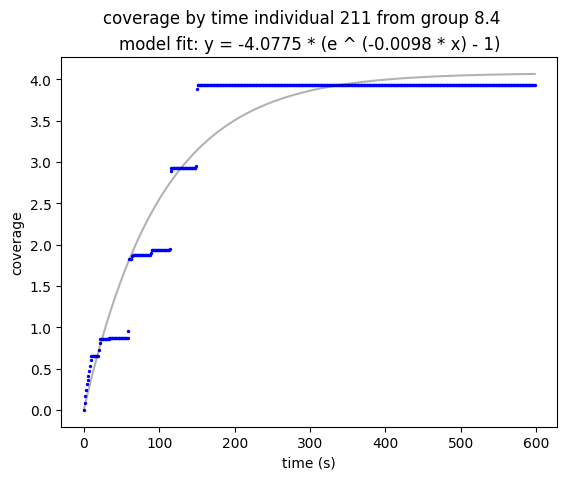 coverage by time individual 211 from group 8.4
model fit: y = -4.0775 * (e ^ (-0.0098 * x) - 1)
4.0
3.5
3.0
2.5
2.0
1.5
1.0
0.5
0.0
coverage
0 100 200 300 400 500 600
time (s)